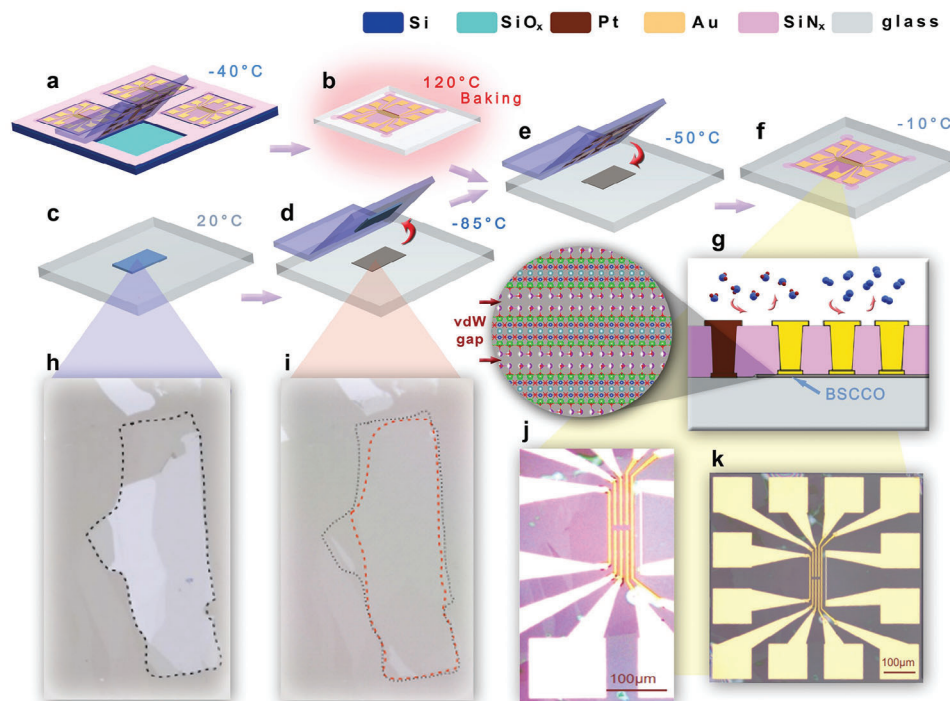 Si SiOx Pt Au SiNx glass
a -40°C
b 120°C
Baking
c 20°C
d -85°C
e -50°C
f -10°C
g
vdW
gap
BSCCO
h
i
j
100μm
k
100μm